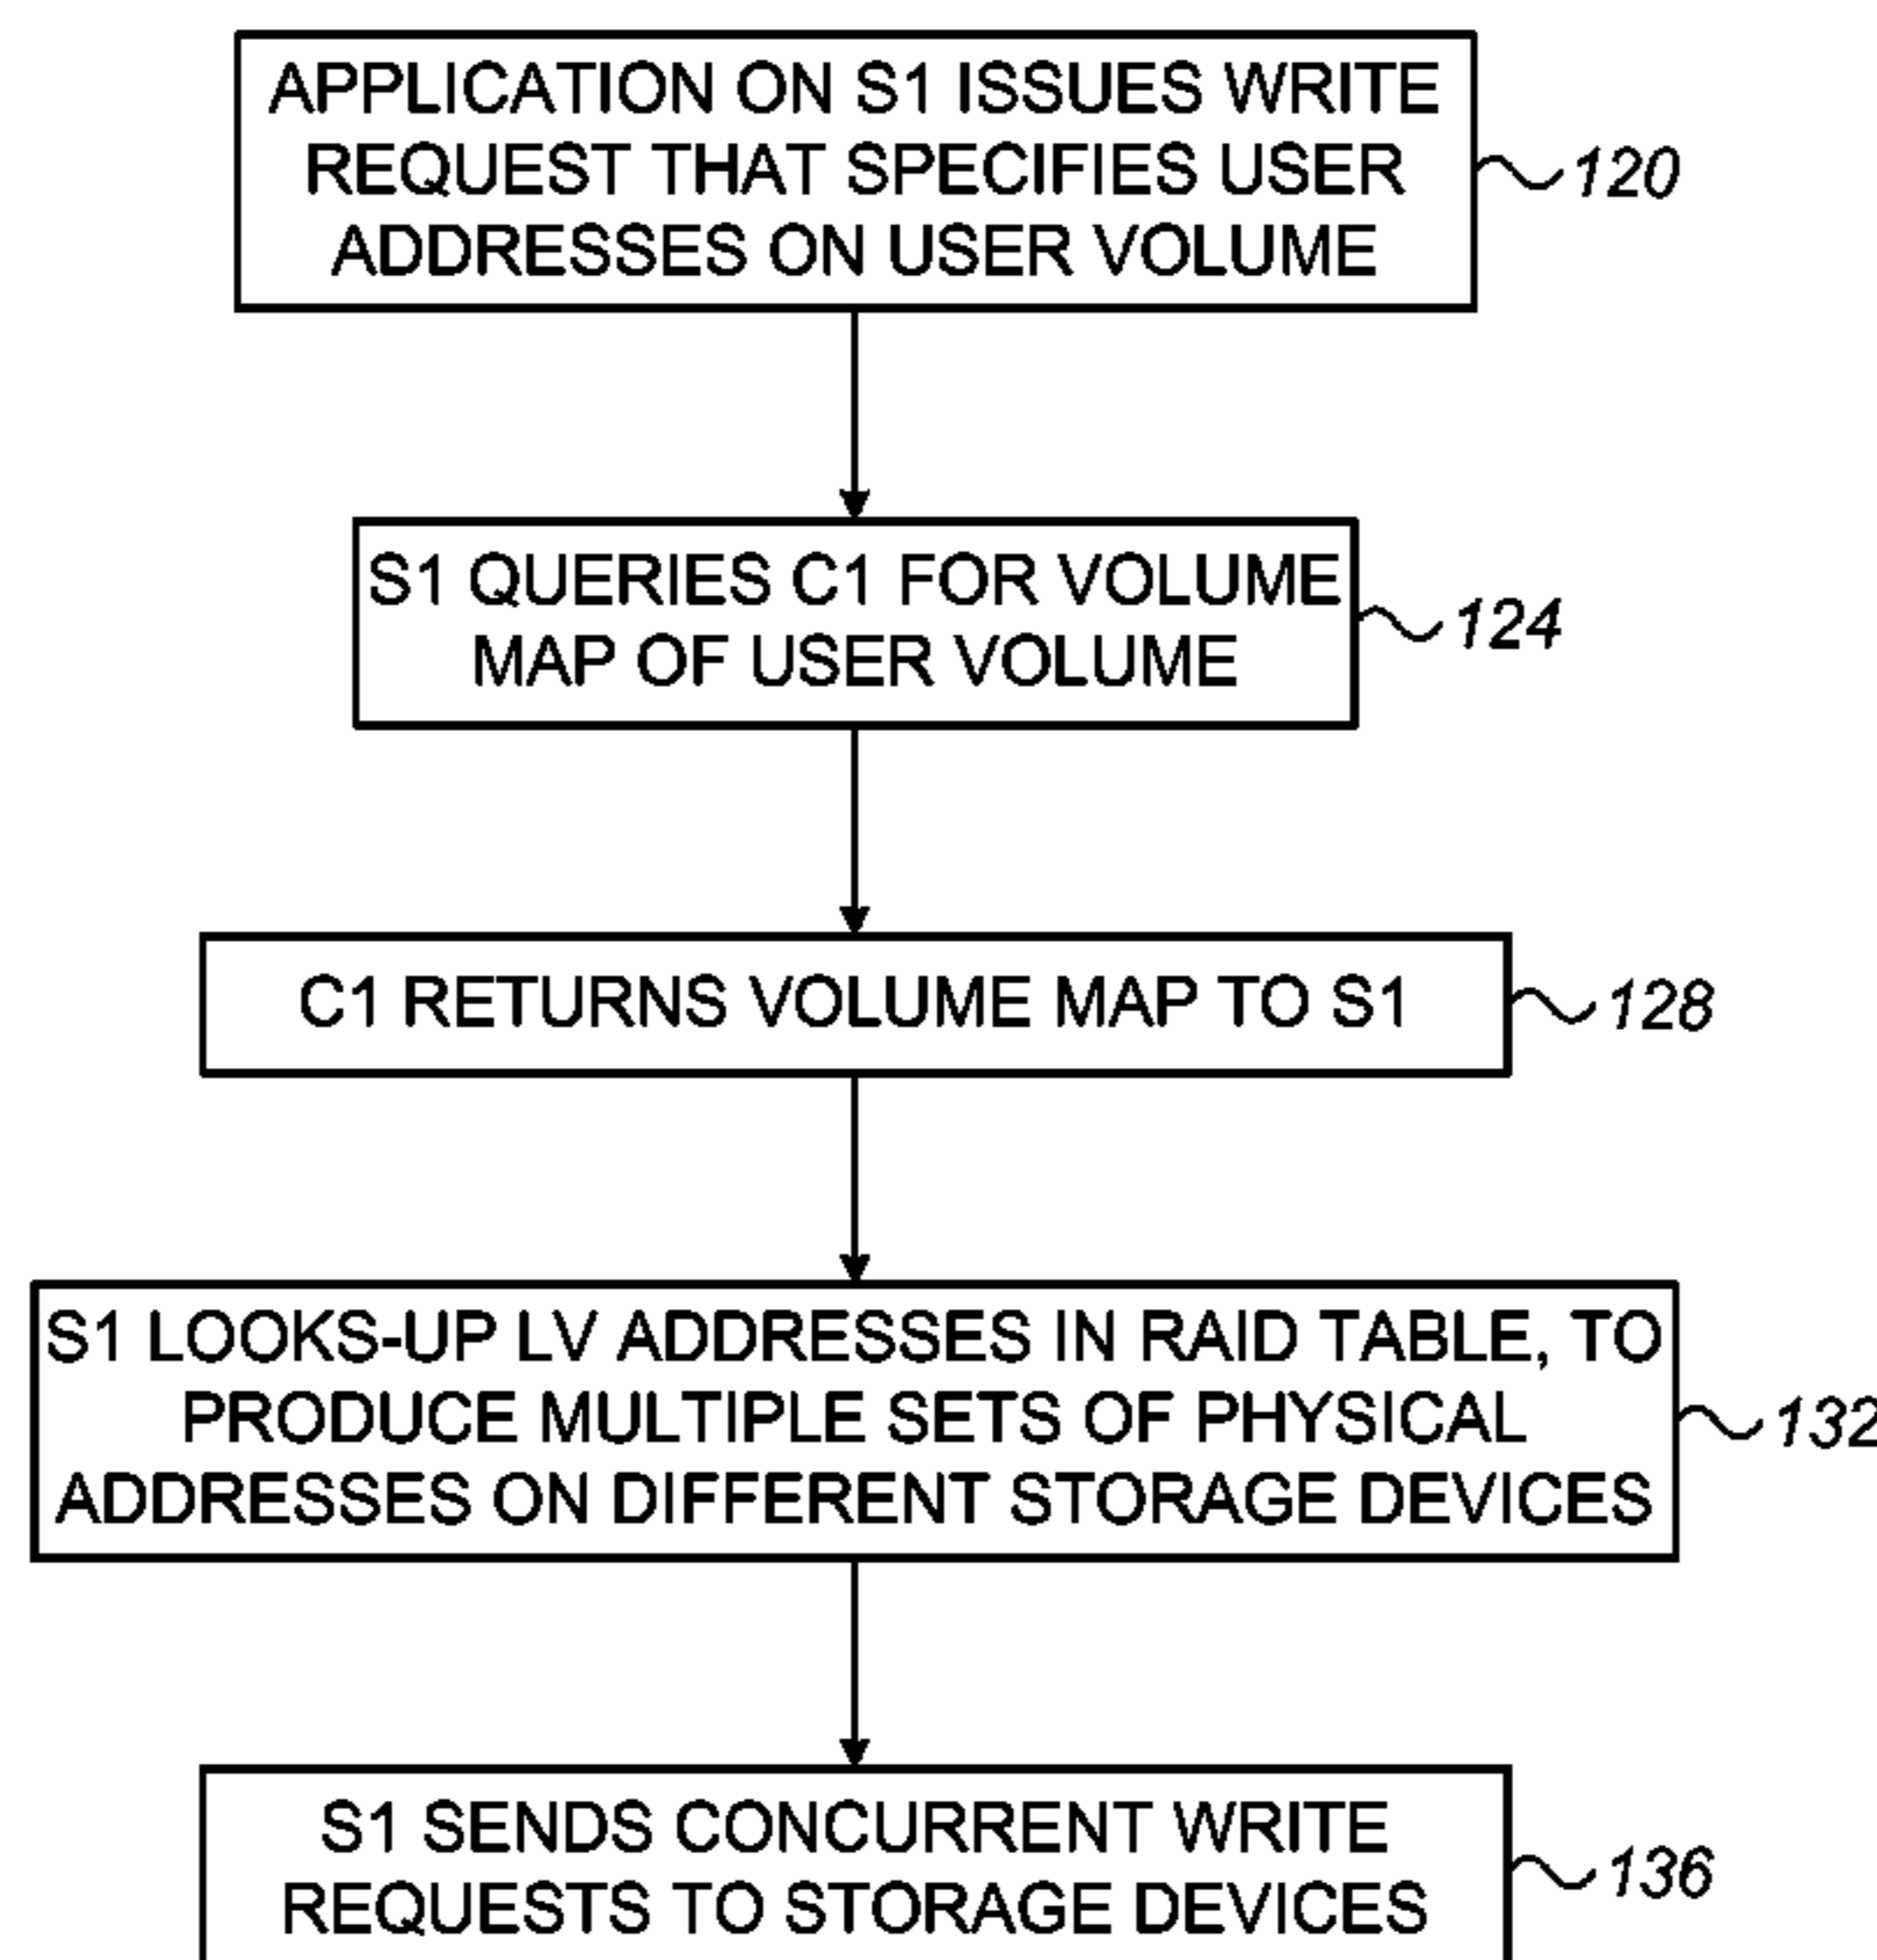 APPLICATION ON S1 ISSUES WRITE
REQUEST THAT SPECIFIES USER
ADDRESSES ON USER VOLUME
120
S1 QUERIES C1 FOR VOLUME
MAP OF USER VOLUME
124
C1 RETURNS VOLUME MAP TO S1
128
S1 LOOKS-UP LV ADDRESSES IN RAID TABLE, TO
PRODUCE MULTIPLE SETS OF PHYSICAL
ADDRESSES ON DIFFERENT STORAGE DEVICES
132
S1 SENDS CONCURRENT WRITE
REQUESTS TO STORAGE DEVICES
136